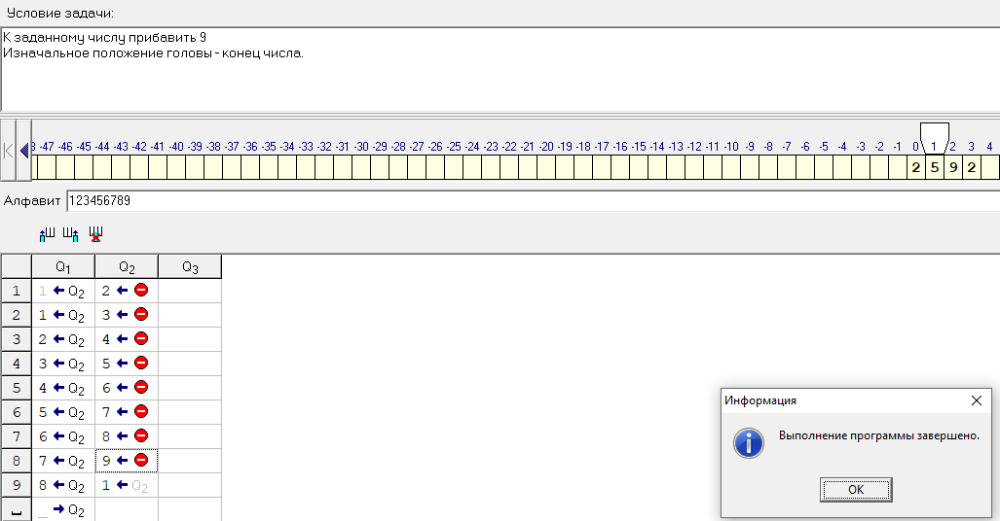 Условие задачи:
К заданному числу прибавить 9
Изначальное положение головы - конец числа.
-47 -46 -45 -44 -43 -42 -41 -40 -39 -38 -37 -36 -35 -34 -33 -32 -31 -30 -29 -28 -27 -26 -25 -24 -23 -22 -21 -20 -19 -18 -17 -16 -15 -14 -13 -12 -11 -10 -9 -8 -7 -6 -5 -4 -3 -2 -1 0 1 2 3 4
2 5 9 2
Алфавит 123456789
Q1 Q2 Q3
1 1 ← Q2 2 ←
2 1 ← Q2 3 ←
3 2 ← Q2 4 ←
4 3 ← Q2 5 ←
5 4 ← Q2 6 ←
6 5 ← Q2 7 ←
7 6 ← Q2 8 ←
8 7 ← Q2 9 ←
9 8 ← Q2 1 ← Q2
_ → Q2
Информация
Выполнение программы завершено.
OK